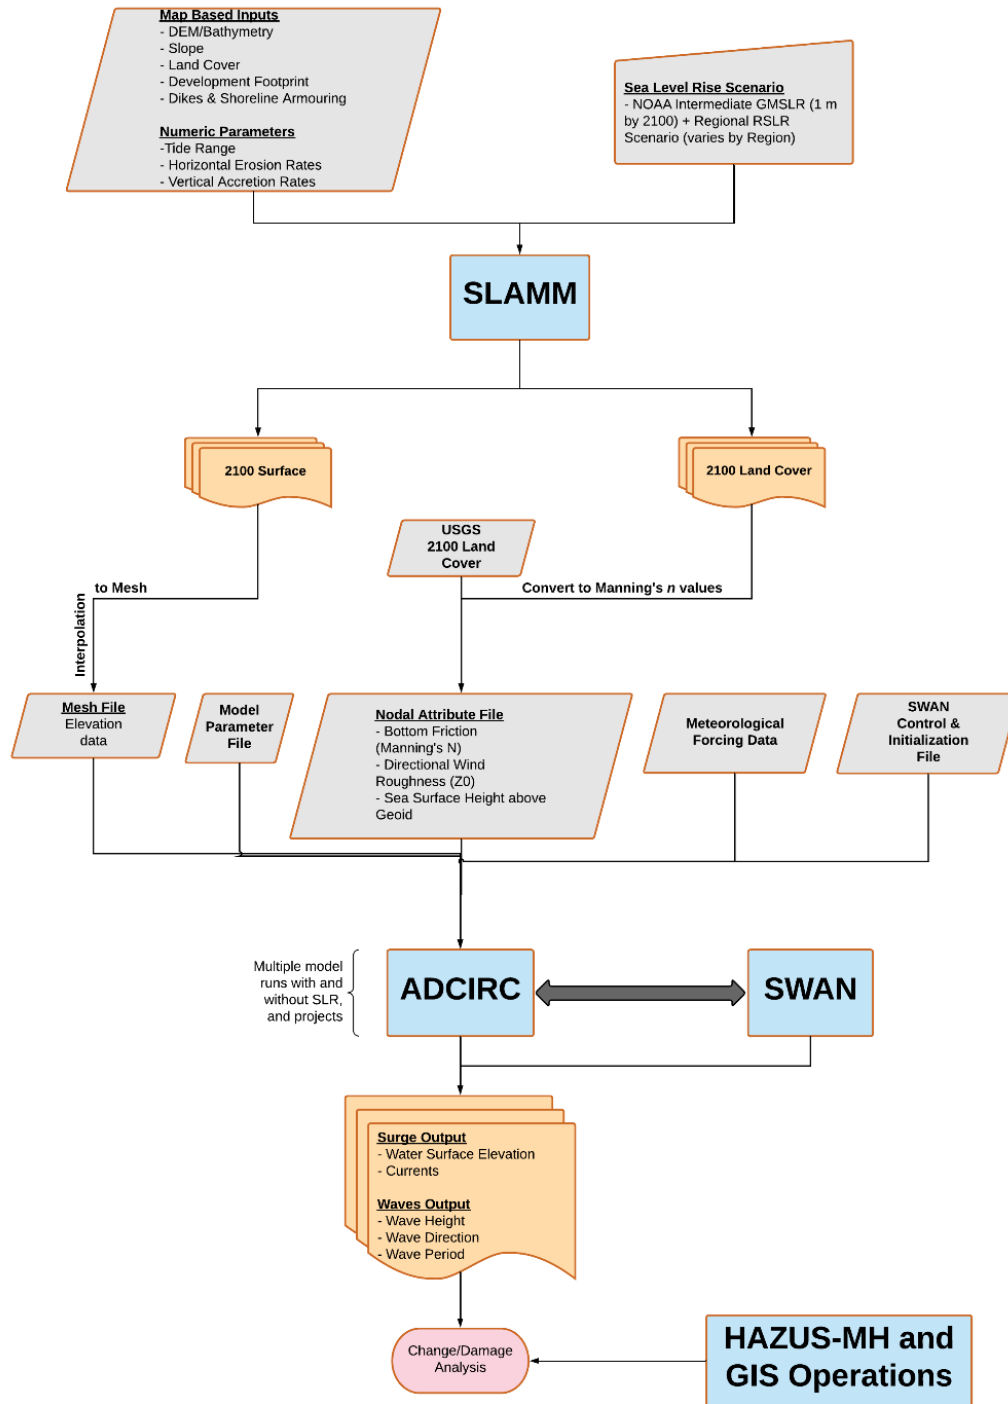 Map Based Inputs
- DEM/Bathymetry
- Slope
- Land Cover
- Development Footprint
- Dikes & Shoreline Armouring
Numeric Parameters
-Tide Range
- Horizontal Erosion Rates
- Vertical Accretion Rates
Sea Level Rise Scenario
- NOAA Intermediate GMSLR (1 m
by 2100) + Regional RSLR
Scenario (varies by Region)
SLAMM
2100 Surface
2100 Land Cover
USGS
2100 Land
Cover
to Mesh
Interpolation
Convert to Manning's n values
Mesh File
Elevation
data
Model
Parameter
File
Nodal Attribute File
- Bottom Friction
(Manning's N)
- Directional Wind
Roughness (Z0)
- Sea Surface Height above
Geoid
Meteorological
Forcing Data
SWAN
Control &
Initialization
File
Multiple model
runs with and
without SLR,
and projects
ADCIRC
SWAN
Surge Output
- Water Surface Elevation
- Currents
Waves Output
- Wave Height
- Wave Direction
- Wave Period
Change/Damage
Analysis
HAZUS-MH and
GIS Operations